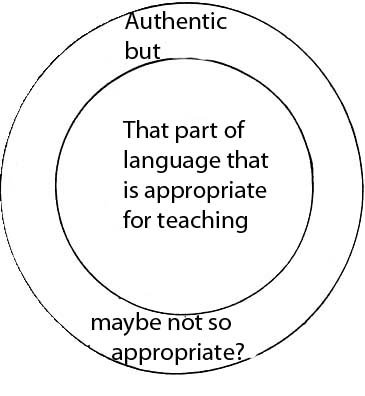 Authentic
but
That part of
language that
is appropriate
for teaching
maybe not so
appropriate?